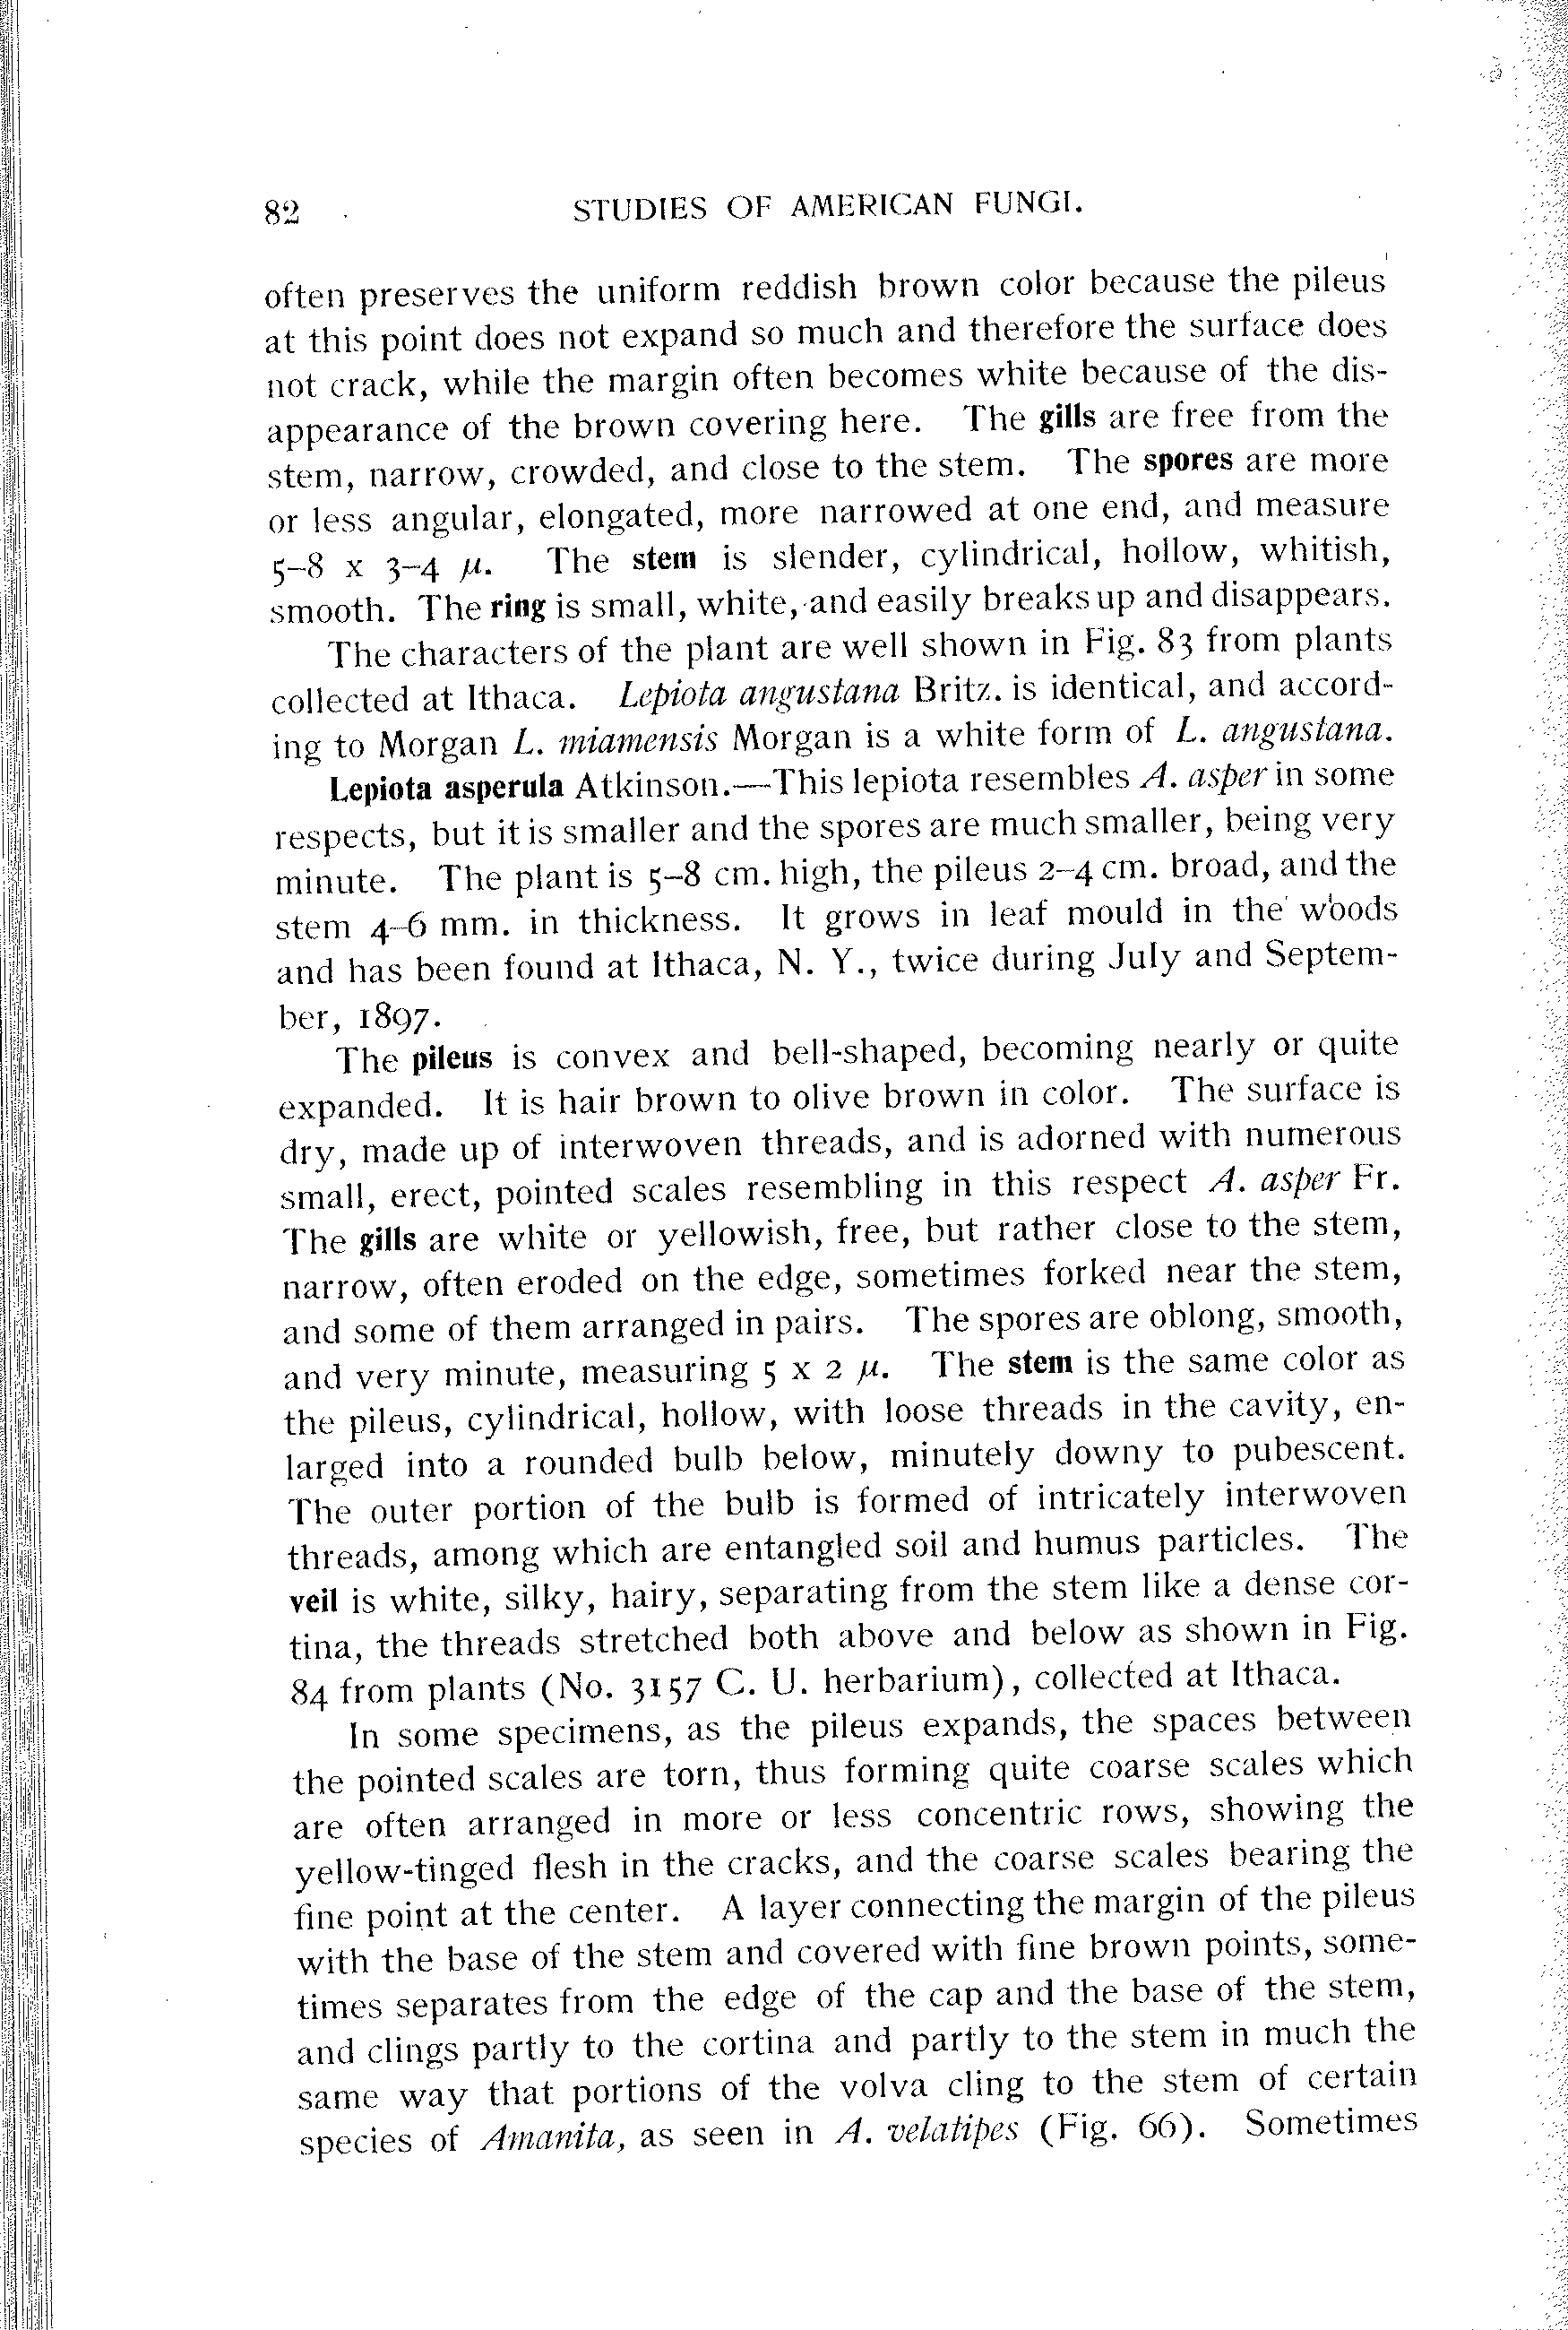 82 STUDIES OF AMERICAN FUNGI.
often preserves the uniform reddish brown color because the pileus
at this point does not expand so much and therefore the surface does
not crack, while the margin often becomes white because of the dis-
appearance of the brown covering here. The gills are free from the
stem, narrow, crowded, and close to the stem. The spores are more
or less angular, elongated, more narrowed at one end, and measure
5–8 x 3–4 µ. The stem is slender, cylindrical, hollow, whitish,
smooth. The ring is small, white, and easily breaks up and disappears.
The characters of the plant are well shown in Fig. 83 from plants
collected at Ithaca. Lepiota angustana Britz. is identical, and accord-
ing to Morgan L. miamensis Morgan is a white form of L. angustana.
Lepiota asperula Atkinson.—This lepiota resembles A. asper in some
respects, but it is smaller and the spores are much smaller, being very
minute. The plant is 5–8 cm. high, the pileus 2–4 cm. broad, and the
stem 4–6 mm. in thickness. It grows in leaf mould in the woods
and has been found at Ithaca, N. Y., twice during July and Septem-
ber, 1897.
The pileus is convex and bell-shaped, becoming nearly or quite
expanded. It is hair brown to olive brown in color. The surface is
dry, made up of interwoven threads, and is adorned with numerous
small, erect, pointed scales resembling in this respect A. asper Fr.
The gills are white or yellowish, free, but rather close to the stem,
narrow, often eroded on the edge, sometimes forked near the stem,
and some of them arranged in pairs. The spores are oblong, smooth,
and very minute, measuring 5 x 2 µ. The stem is the same color as
the pileus, cylindrical, hollow, with loose threads in the cavity, en-
larged into a rounded bulb below, minutely downy to pubescent.
The outer portion of the bulb is formed of intricately interwoven
threads, among which are entangled soil and humus particles. The
veil is white, silky, hairy, separating from the stem like a dense cor-
tina, the threads stretched both above and below as shown in Fig.
84 from plants (No. 3157 C. U. herbarium), collected at Ithaca.
In some specimens, as the pileus expands, the spaces between
the pointed scales are torn, thus forming quite coarse scales which
are often arranged in more or less concentric rows, showing the
yellow-tinged flesh in the cracks, and the coarse scales bearing the
fine point at the center. A layer connecting the margin of the pileus
with the base of the stem and covered with fine brown points, some-
times separates from the edge of the cap and the base of the stem,
and clings partly to the cortina and partly to the stem in much the
same way that portions of the volva cling to the stem of certain
species of Amanita, as seen in A. velatipes (Fig. 66). Sometimes